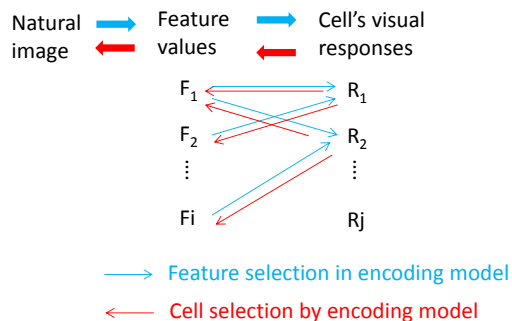 Natural image
Feature values
Cell's visual responses
F1 R1
F2 R2
⋮ ⋮
Fi Rj
Feature selection in encoding model
Cell selection by encoding model